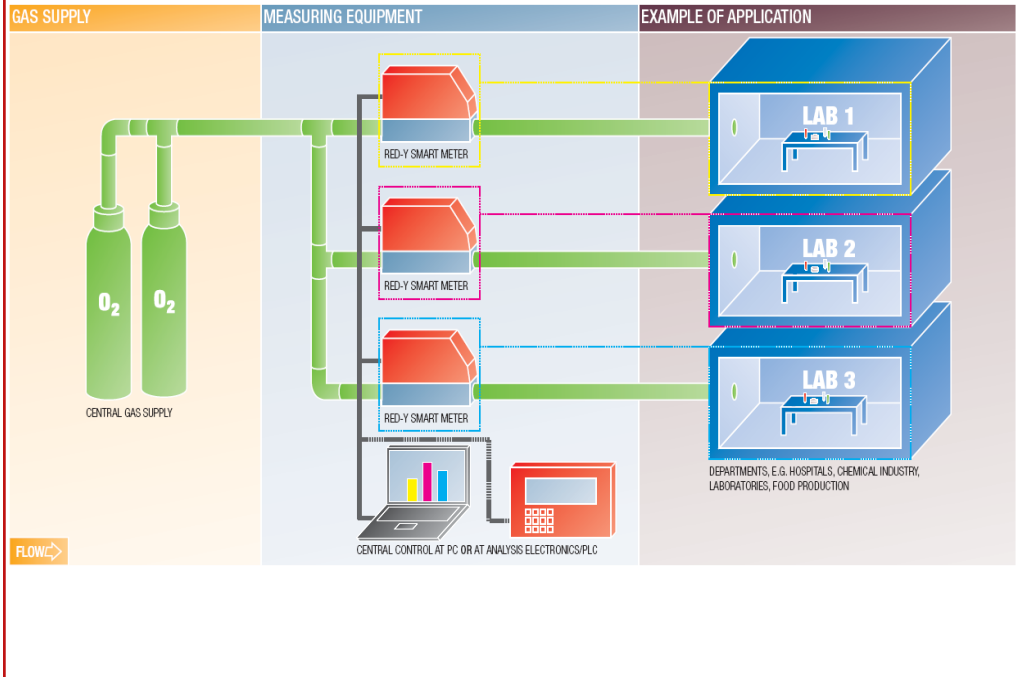 GAS SUPPLY
MEASURING EQUIPMENT
EXAMPLE OF APPLICATION
LAB 1
RED-Y SMART METER
LAB 2
RED-Y SMART METER
O2
O2
LAB 3
CENTRAL GAS SUPPLY
RED-Y SMART METER
DEPARTMENTS, E.G. HOSPITALS, CHEMICAL INDUSTRY,
LABORATORIES, FOOD PRODUCTION
CENTRAL CONTROL AT PC OR AT ANALYSIS ELECTRONICS/PLC
FLOW